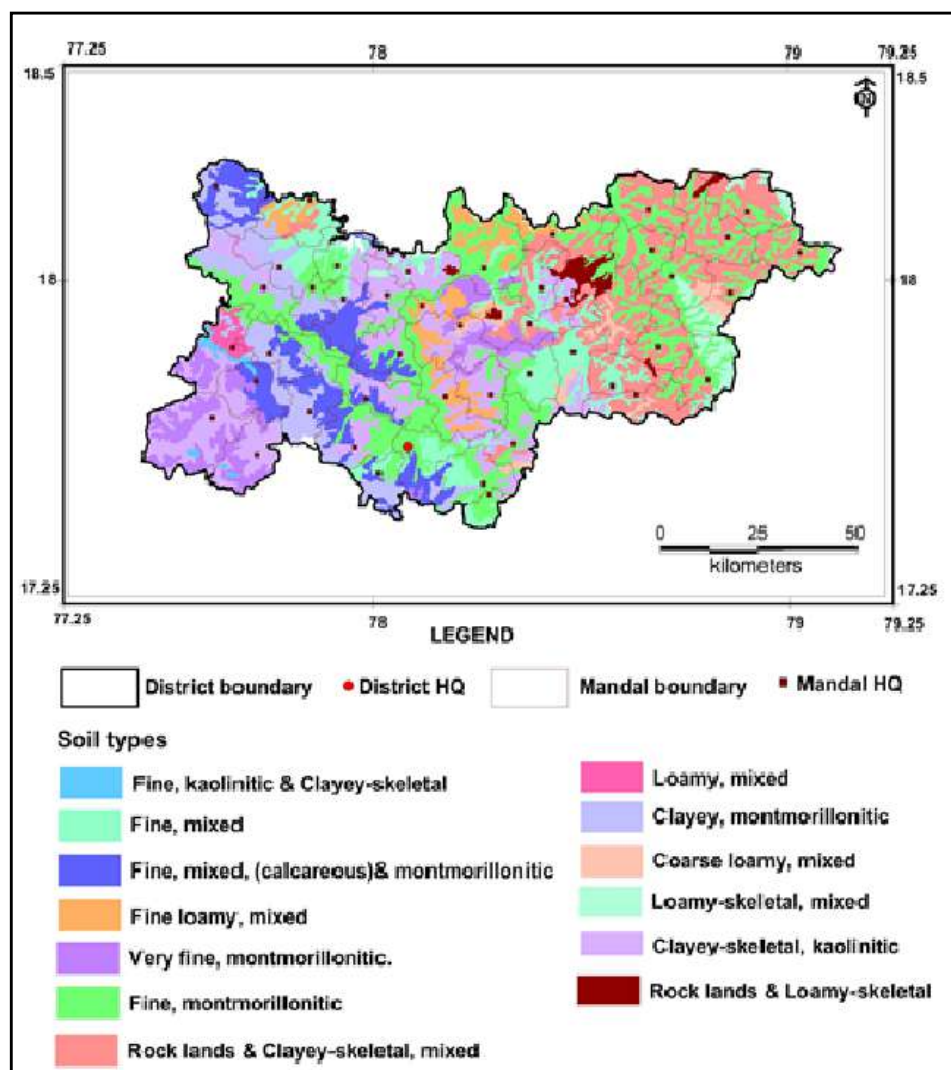 77.25 78 79 79.25
18.5 18.5
N
18 18
0 25 50
kilometers
17.25 17.25
77.25 78 79 79.25
LEGEND
District boundary District HQ Mandal boundary Mandal HQ
Soil types
Fine, kaolinitic & Clayey-skeletal
Fine, mixed
Fine, mixed, (calcareous)& montmorillonitic
Fine loamy, mixed
Very fine, montmorillonitic.
Fine, montmorillonitic
Rock lands & Clayey-skeletal, mixed
Loamy, mixed
Clayey, montmorillonitic
Coarse loamy, mixed
Loamy-skeletal, mixed
Clayey-skeletal, kaolinitic
Rock lands & Loamy-skeletal